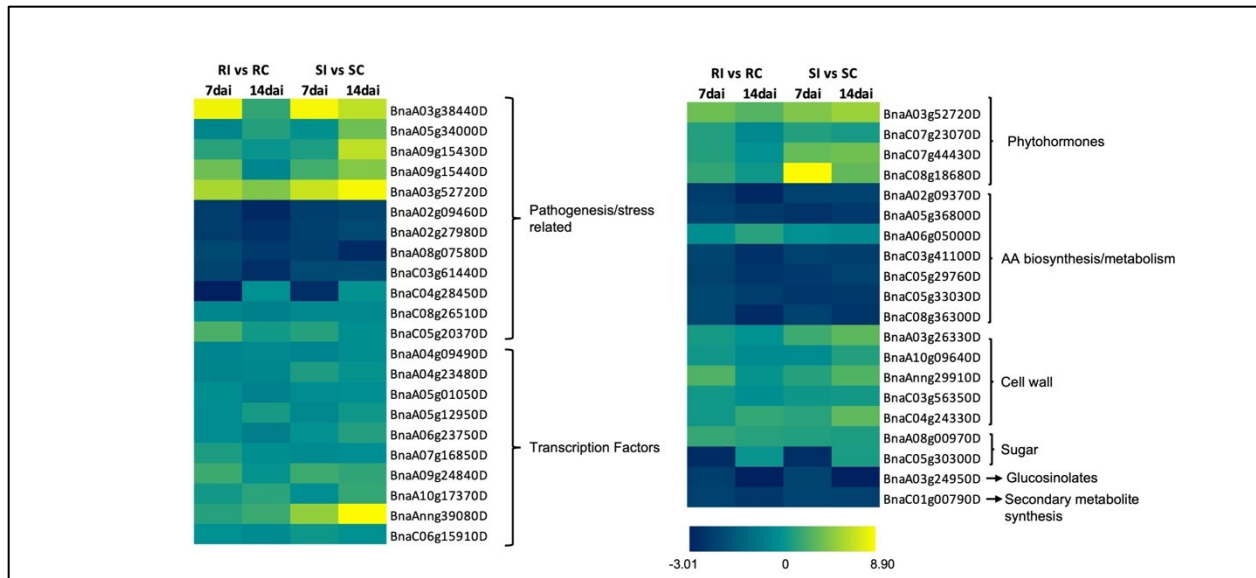 RI vs RC SI vs SC
7dai 14dai 7dai 14dai
BnaA03g38440D
BnaA05g34000D
BnaA09g15430D
BnaA09g15440D
BnaA03g52720D
BnaA02g09460D
BnaA02g27980D
BnaA08g07580D
BnaC03g61440D
BnaC04g28450D
BnaC08g26510D
BnaC05g20370D
Pathogenesis/stress
related
BnaA04g09490D
BnaA04g23480D
BnaA05g01050D
BnaA05g12950D
BnaA06g23750D
BnaA07g16850D
BnaA09g24840D
BnaA10g17370D
BnaAnng39080D
BnaC06g15910D
Transcription Factors
RI vs RC SI vs SC
7dai 14dai 7dai 14dai
BnaA03g52720D
BnaC07g23070D
BnaC07g44430D
BnaC08g18680D
Phytohormones
BnaA02g09370D
BnaA05g36800D
BnaA06g05000D
BnaC03g41100D
BnaC05g29760D
BnaC05g33030D
BnaC08g36300D
AA biosynthesis/metabolism
BnaA03g26330D
BnaA10g09640D
BnaAnng29910D
BnaC03g56350D
BnaC04g24330D
Cell wall
BnaA08g00970D
BnaC05g30300D
Sugar
BnaA03g24950D → Glucosinolates
BnaC01g00790D → Secondary metabolite
synthesis
-3.01 0 8.90